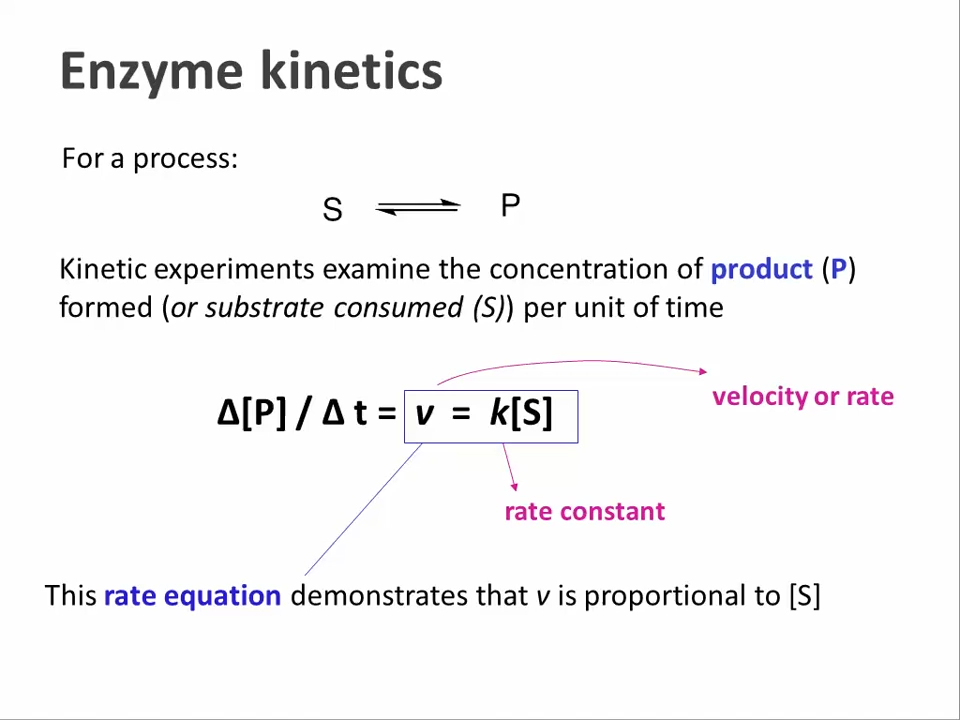 Enzyme kinetics
For a process:
S ⇌ P
Kinetic experiments examine the concentration of product (P)
formed (or substrate consumed (S)) per unit of time
velocity or rate
Δ[P] / Δ t = v = k[S]
rate constant
This rate equation demonstrates that v is proportional to [S]